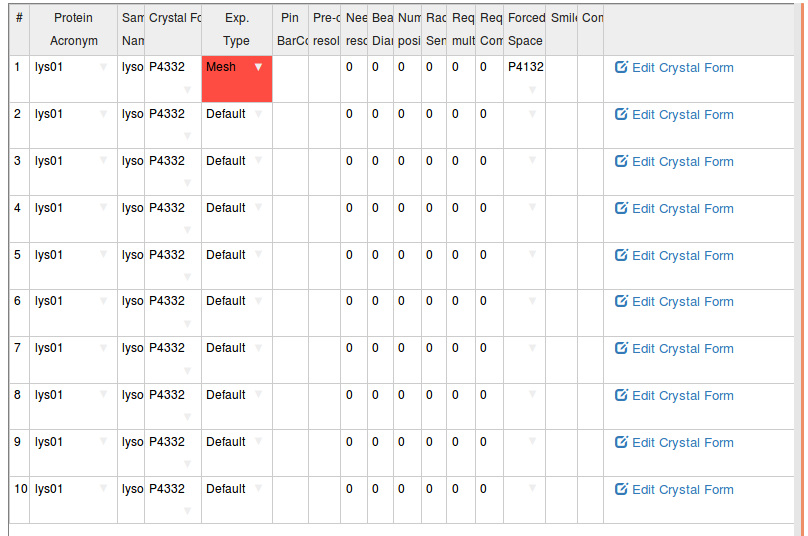 # Protein Acronym Sam Nam Crystal Fo Exp. Type Pin BarCo Pre-o resol Nee reso Bea Dia Num posi Rad Sen Req mult Req Com Forced Space Smile Com
1 lys01 lyso P4332 Mesh 0 0 0 0 0 0 P4132 Edit Crystal Form
2 lys01 lyso P4332 Default 0 0 0 0 0 0 Edit Crystal Form
3 lys01 lyso P4332 Default 0 0 0 0 0 0 Edit Crystal Form
4 lys01 lyso P4332 Default 0 0 0 0 0 0 Edit Crystal Form
5 lys01 lyso P4332 Default 0 0 0 0 0 0 Edit Crystal Form
6 lys01 lyso P4332 Default 0 0 0 0 0 0 Edit Crystal Form
7 lys01 lyso P4332 Default 0 0 0 0 0 0 Edit Crystal Form
8 lys01 lyso P4332 Default 0 0 0 0 0 0 Edit Crystal Form
9 lys01 lyso P4332 Default 0 0 0 0 0 0 Edit Crystal Form
10 lys01 lyso P4332 Default 0 0 0 0 0 0 Edit Crystal Form